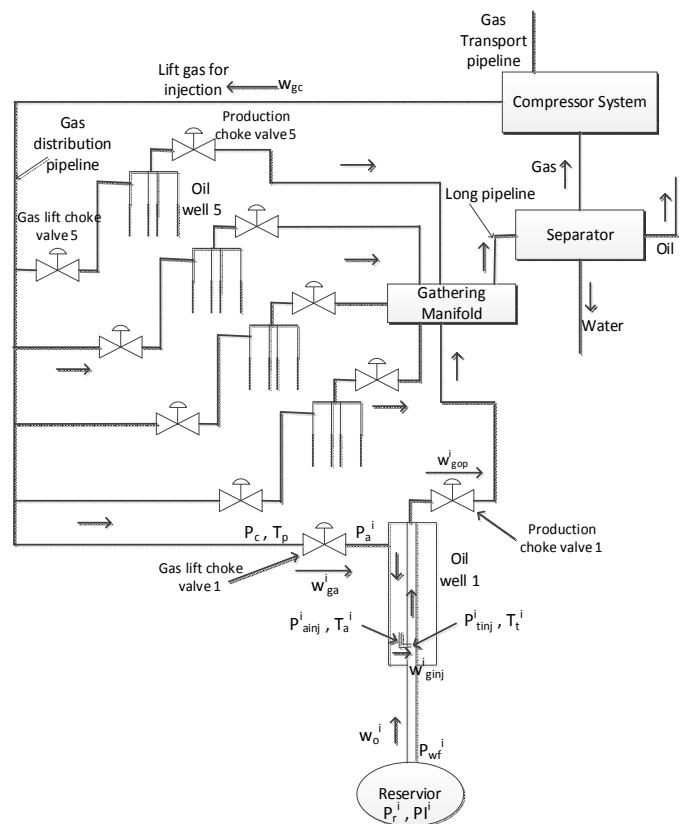 Gas
Transport
pipeline
Lift gas for
injection
w_gc
Compressor System
Production
choke valve 5
Gas
distribution
pipeline
Gas
Oil
well 5
Long pipeline
Gas lift choke
valve 5
Separator
Oil
Gathering
Manifold
Water
w^i_gop
P_c , T_p
P_a^i
Production
choke valve 1
Gas lift choke
valve 1
w^i_ga
Oil
well 1
P^i_ainj , T_a^i
P^i_tinj , T_t^i
w^i_ginj
w_o^i
P_wf^i
Reservior
P_r^i , PI^i